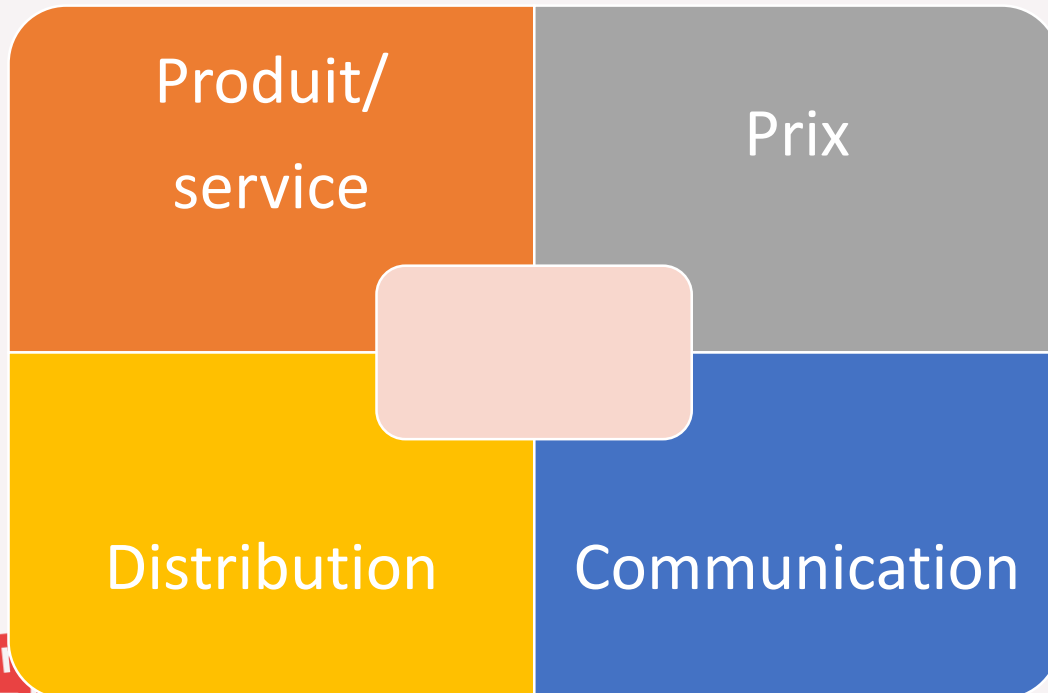 Produit/
service
Prix
Distribution
Communication